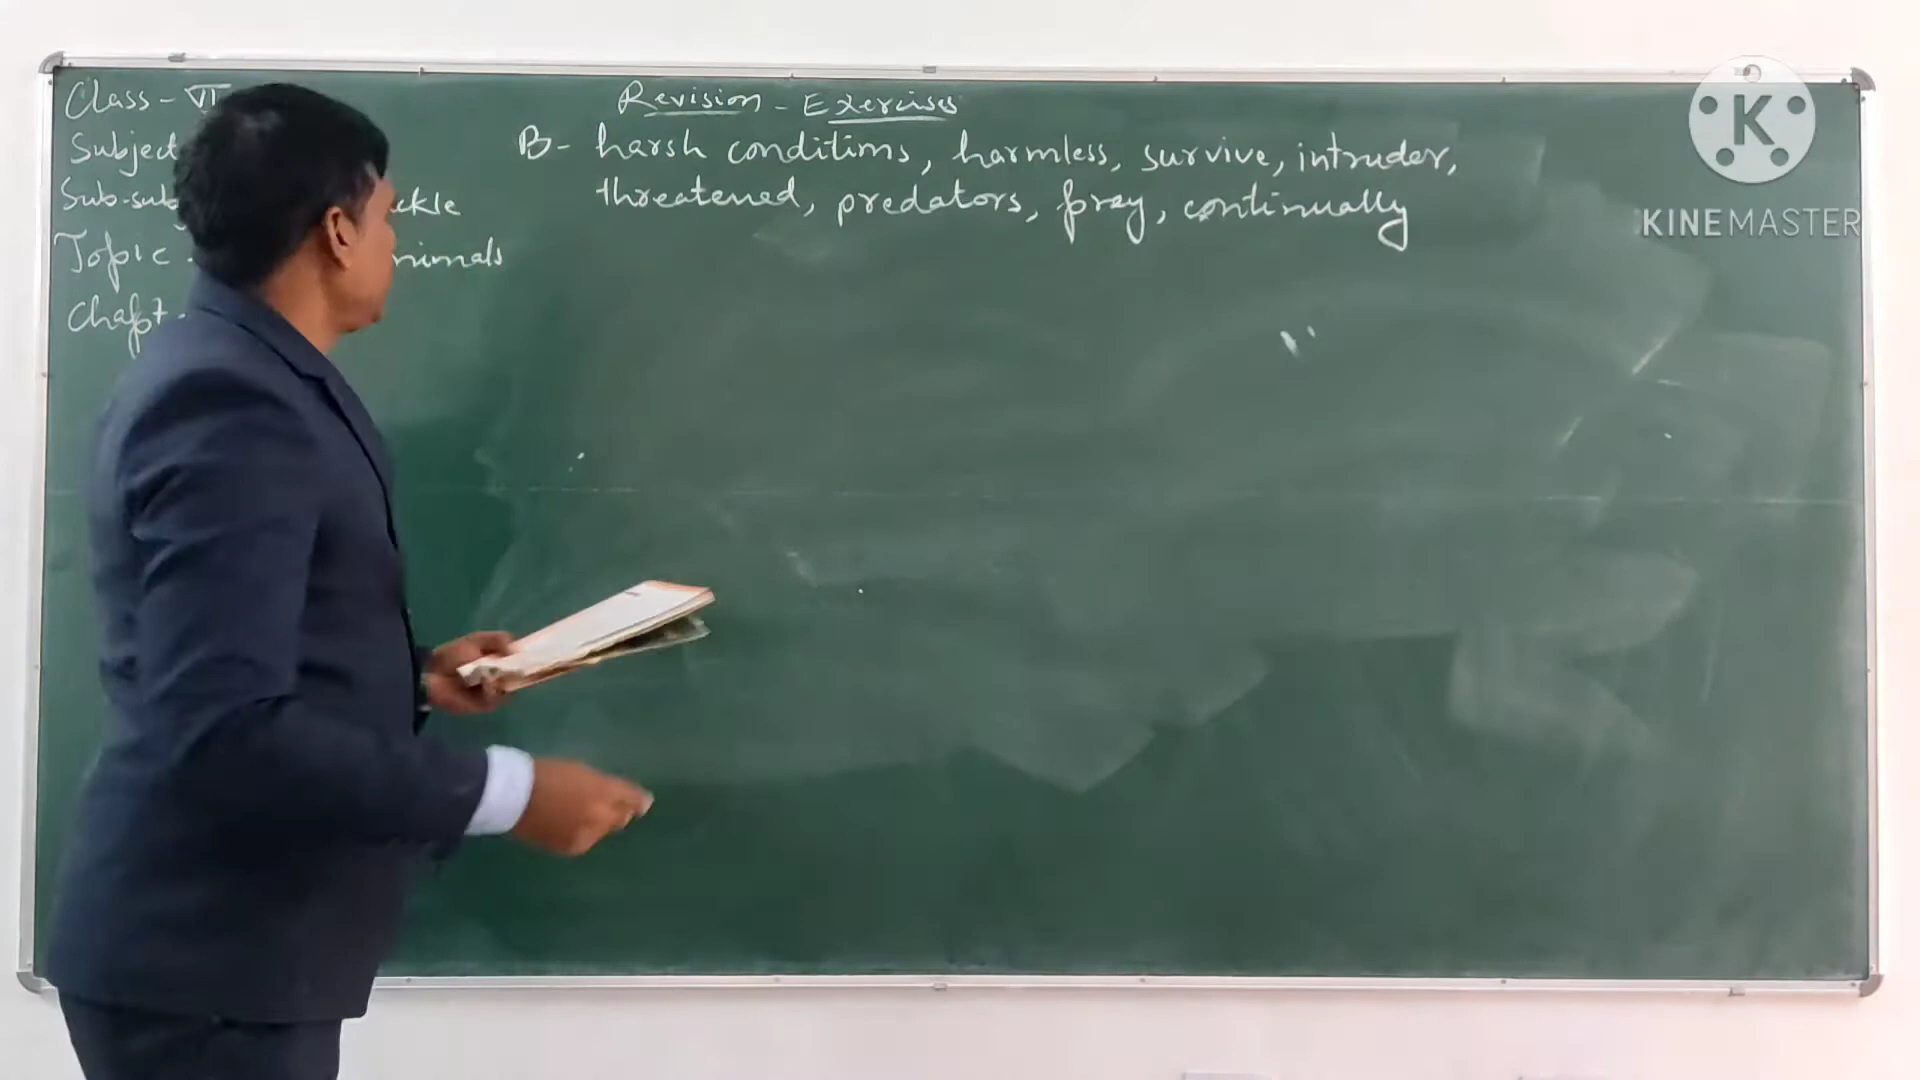 Class - VI
Subject
Sub-sub ckle
Topic - nimals
Chapt -
Revision - Exercises
B- harsh conditions, harmless, survive, intruder,
threatened, predators, pray, continually
K
KINEMASTER